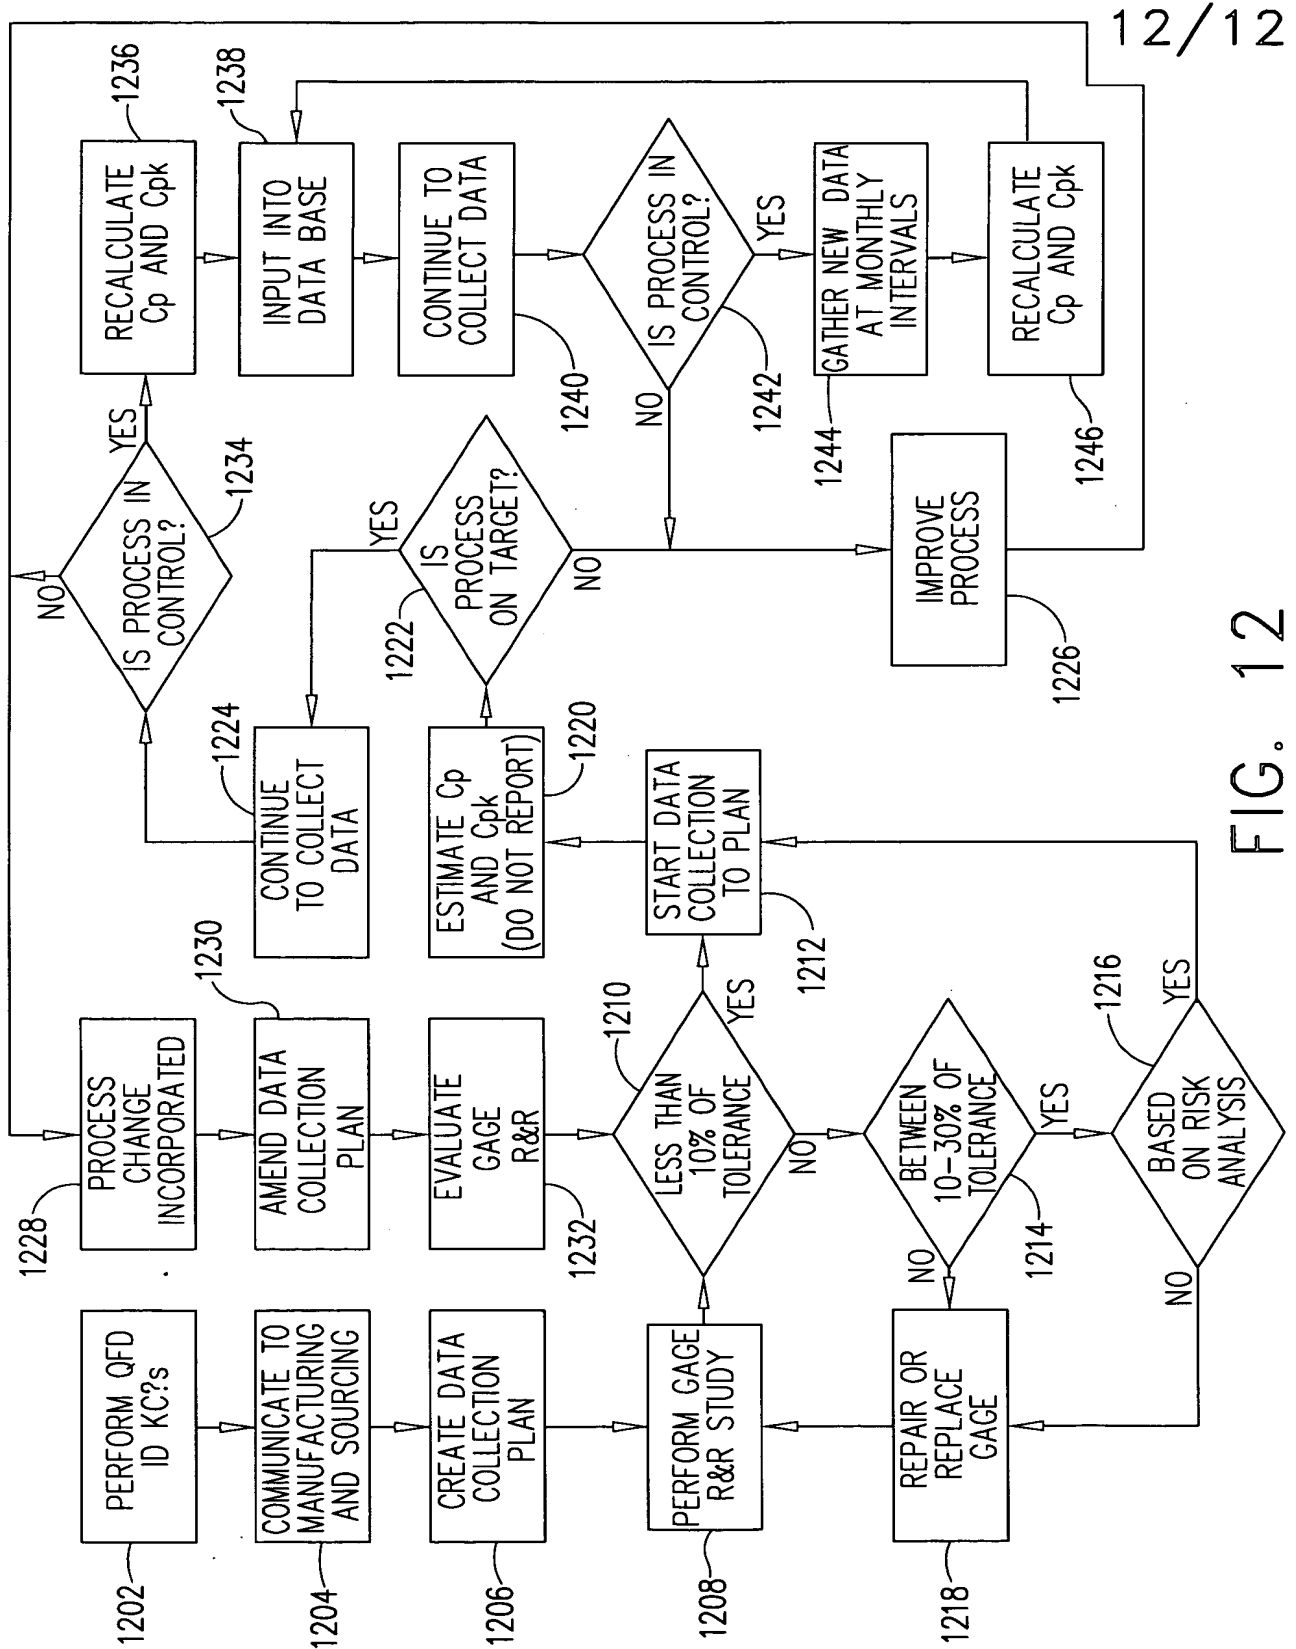 12/12
PERFORM QFD
ID KC?s
1202
COMMUNICATE TO
MANUFACTURING
AND SOURCING
1204
CREATE DATA
COLLECTION
PLAN
1206
PERFORM GAGE
R&R STUDY
1208
REPAIR OR
REPLACE
GAGE
1218
PROCESS
CHANGE
INCORPORATED
1228
AMEND DATA
COLLECTION
PLAN
1230
EVALUATE
GAGE
R&R
1232
LESS THAN
10% OF
TOLERANCE
1210
YES
NO
BETWEEN
10-30% OF
TOLERANCE
1214
NO
YES
BASED
ON RISK
ANALYSIS
1216
NO
YES
CONTINUE
TO COLLECT
DATA
1224
ESTIMATE Cp
AND Cpk
(DO NOT REPORT)
1220
START DATA
COLLECTION
TO PLAN
1212
IS PROCESS IN
CONTROL?
1234
NO
YES
IS
PROCESS
ON TARGET?
1222
YES
NO
IMPROVE
PROCESS
1226
RECALCULATE
Cp AND Cpk
1236
INPUT INTO
DATA BASE
1238
CONTINUE TO
COLLECT DATA
1240
IS PROCESS IN
CONTROL?
1242
NO
YES
GATHER NEW DATA
AT MONTHLY
INTERVALS
1244
RECALCULATE
Cp AND Cpk
1246
FIG. 12